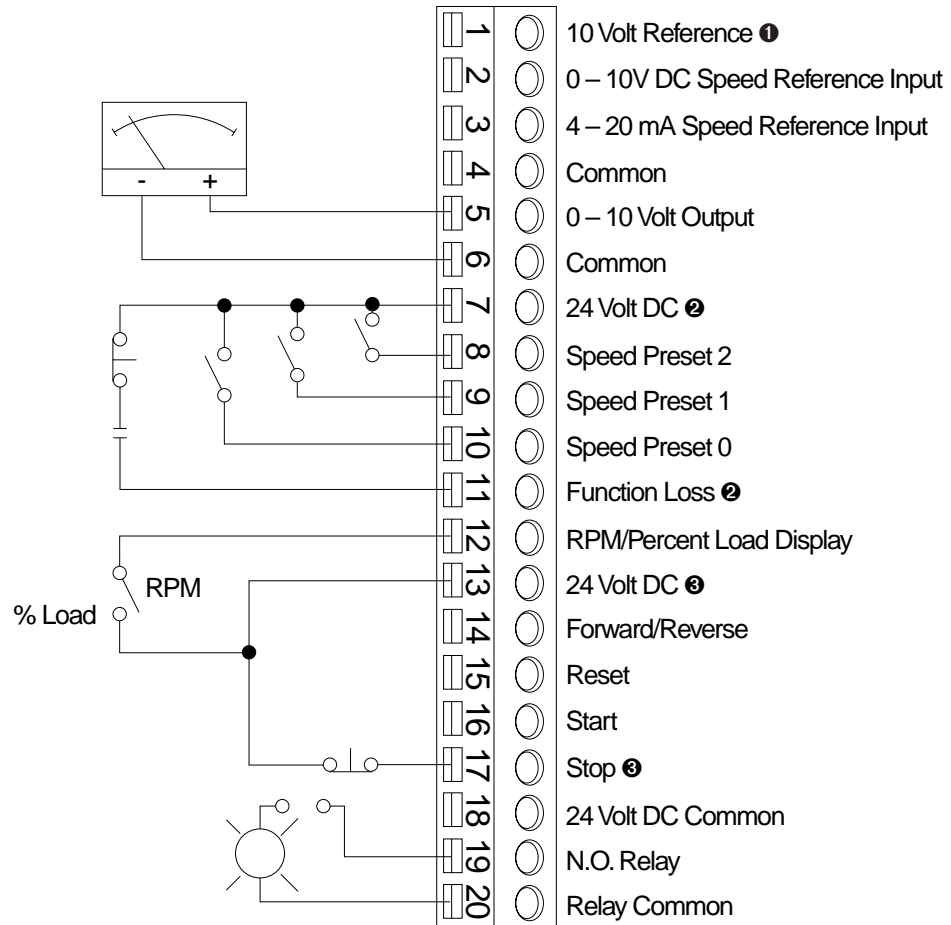 1 10 Volt Reference ❶
2 0 – 10V DC Speed Reference Input
3 4 – 20 mA Speed Reference Input
4 Common
- +
5 0 – 10 Volt Output
6 Common
7 24 Volt DC ❷
8 Speed Preset 2
9 Speed Preset 1
10 Speed Preset 0
11 Function Loss ❷
12 RPM/Percent Load Display
RPM
13 24 Volt DC ❸
% Load
14 Forward/Reverse
15 Reset
16 Start
17 Stop ❸
18 24 Volt DC Common
19 N.O. Relay
20 Relay Common